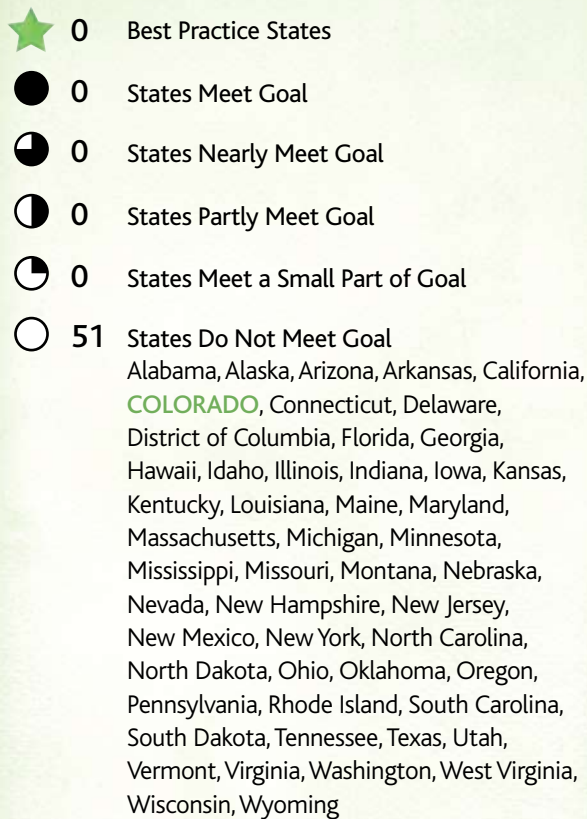 0 Best Practice States
0 States Meet Goal
0 States Nearly Meet Goal
0 States Partly Meet Goal
0 States Meet a Small Part of Goal
51 States Do Not Meet Goal
Alabama, Alaska, Arizona, Arkansas, California,
COLORADO, Connecticut, Delaware,
District of Columbia, Florida, Georgia,
Hawaii, Idaho, Illinois, Indiana, Iowa, Kansas,
Kentucky, Louisiana, Maine, Maryland,
Massachusetts, Michigan, Minnesota,
Mississippi, Missouri, Montana, Nebraska,
Nevada, New Hampshire, New Jersey,
New Mexico, New York, North Carolina,
North Dakota, Ohio, Oklahoma, Oregon,
Pennsylvania, Rhode Island, South Carolina,
South Dakota, Tennessee, Texas, Utah,
Vermont, Virginia, Washington, West Virginia,
Wisconsin, Wyoming